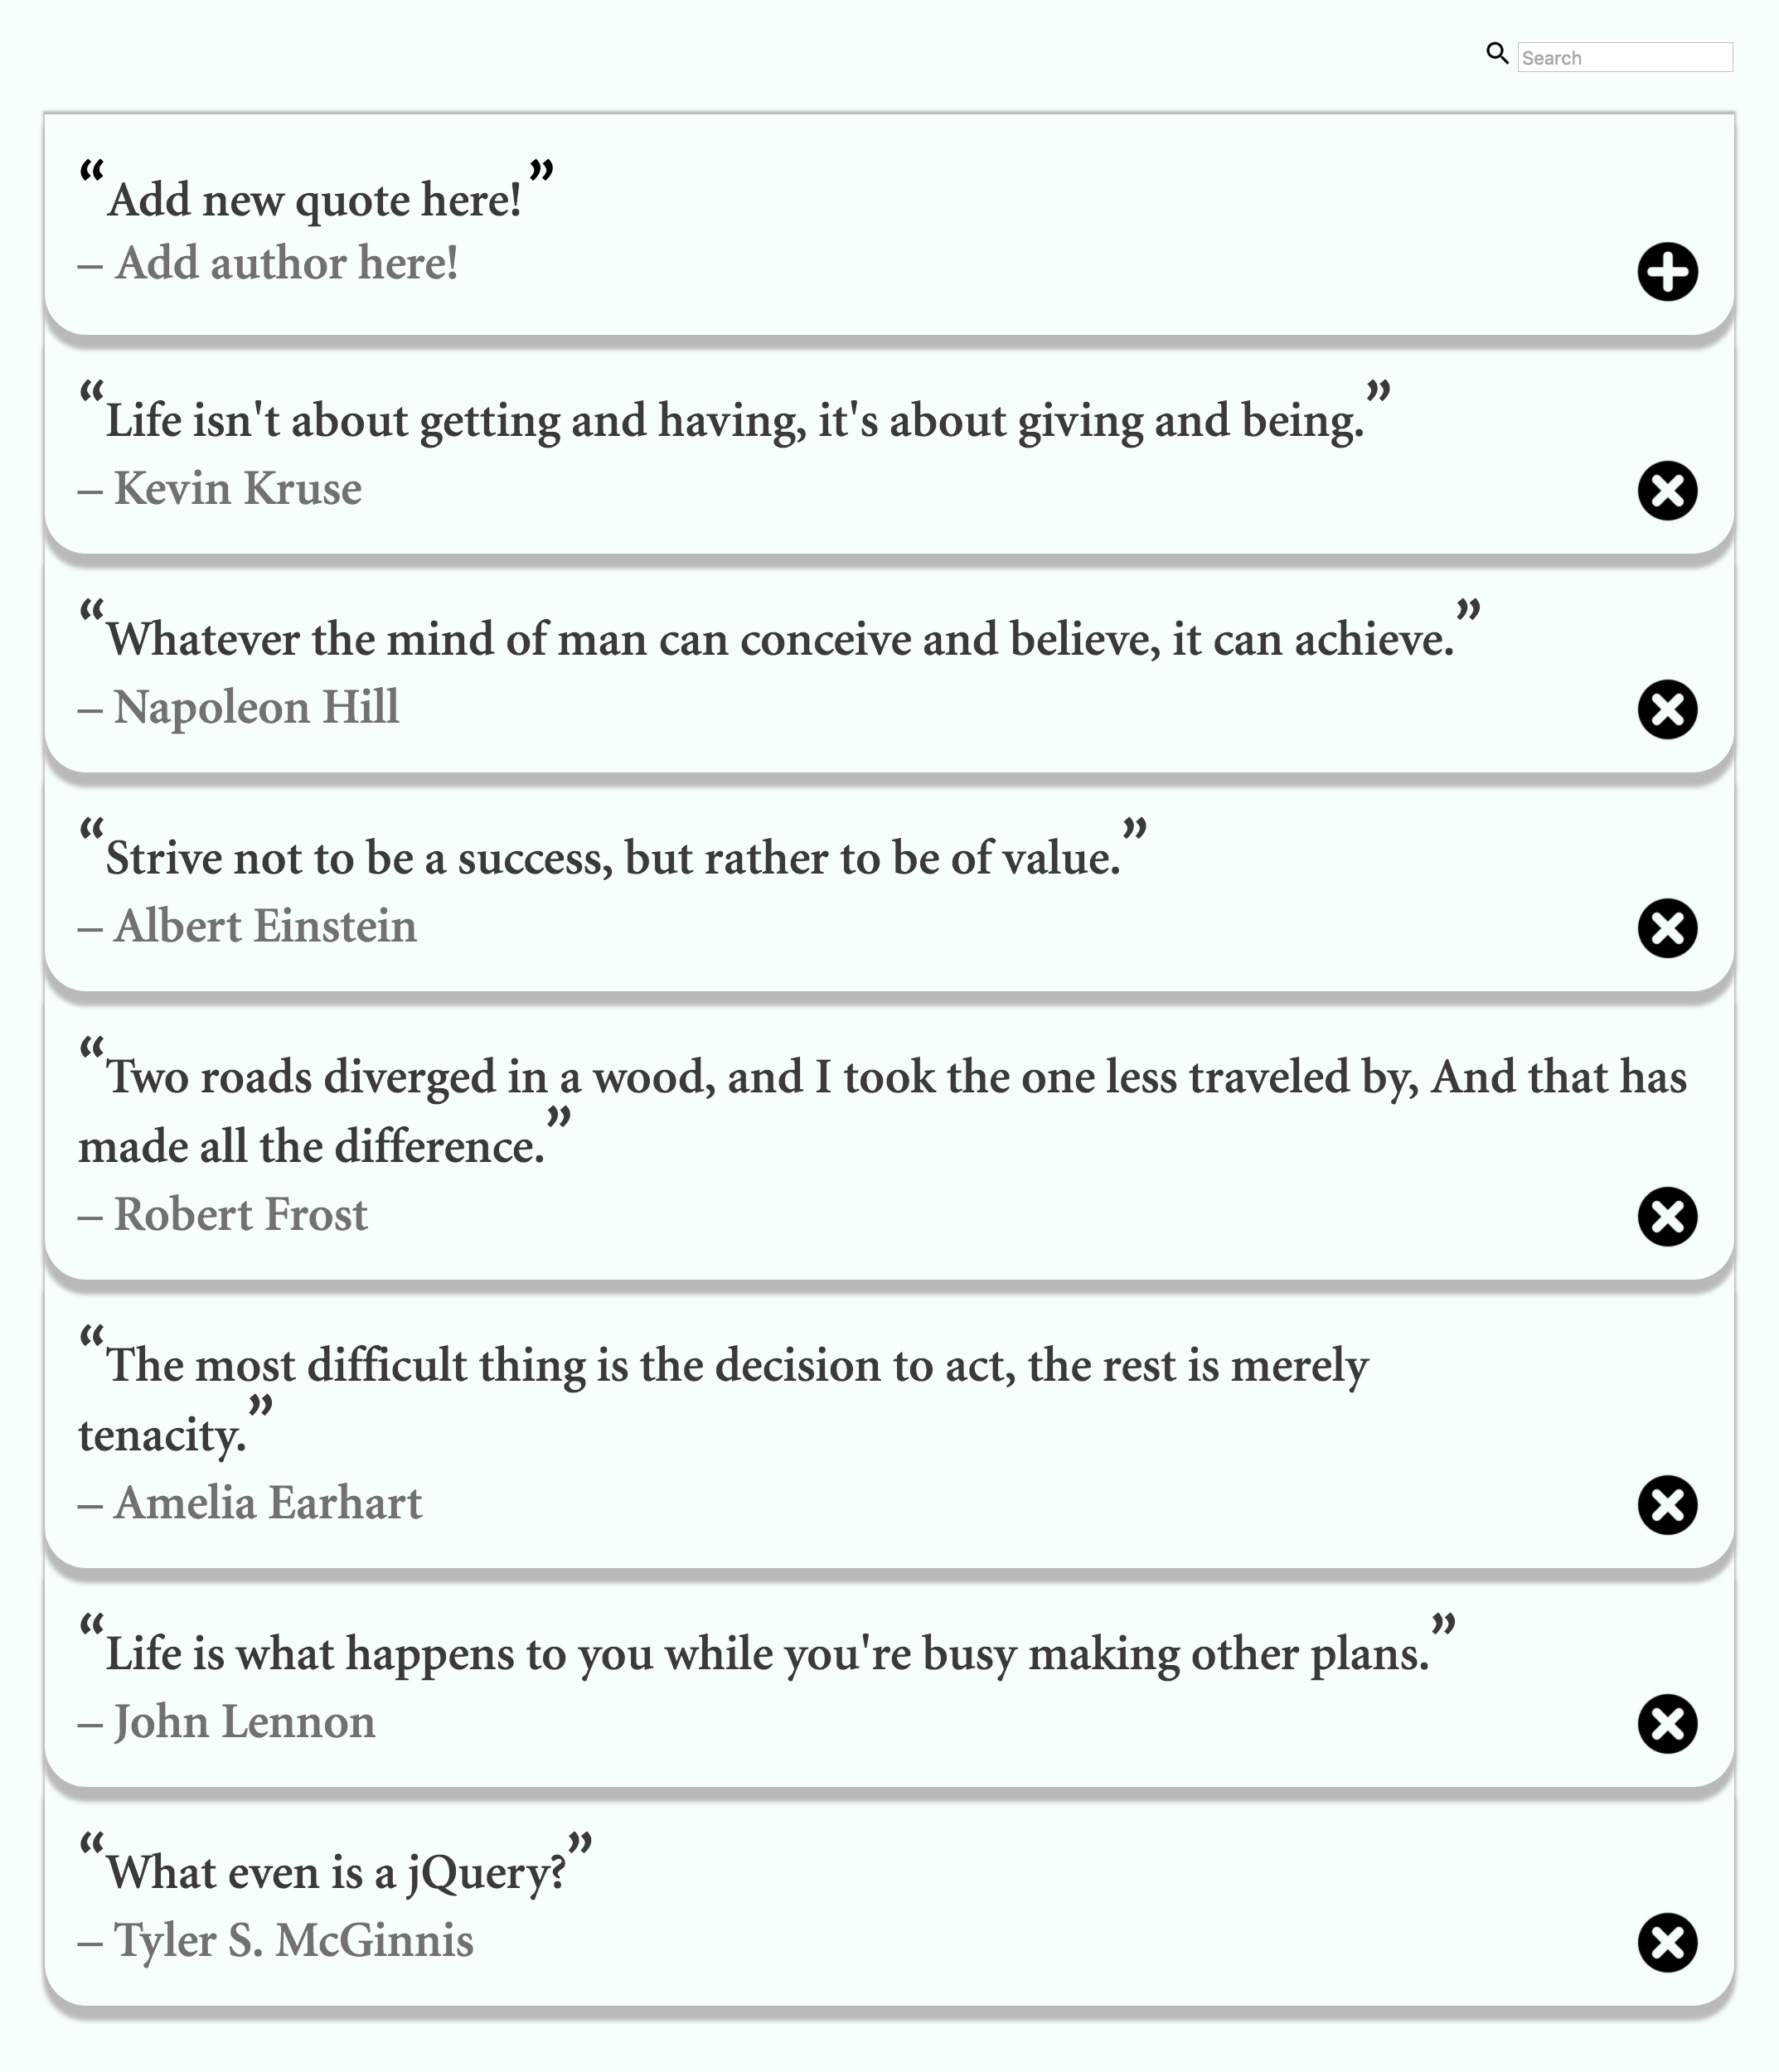 Search
“Add new quote here!”
– Add author here!
“Life isn't about getting and having, it's about giving and being.”
– Kevin Kruse
“Whatever the mind of man can conceive and believe, it can achieve.”
– Napoleon Hill
“Strive not to be a success, but rather to be of value.”
– Albert Einstein
“Two roads diverged in a wood, and I took the one less traveled by, And that has
made all the difference.”
– Robert Frost
“The most difficult thing is the decision to act, the rest is merely
tenacity.”
– Amelia Earhart
“Life is what happens to you while you're busy making other plans.”
– John Lennon
“What even is a jQuery?”
– Tyler S. McGinnis